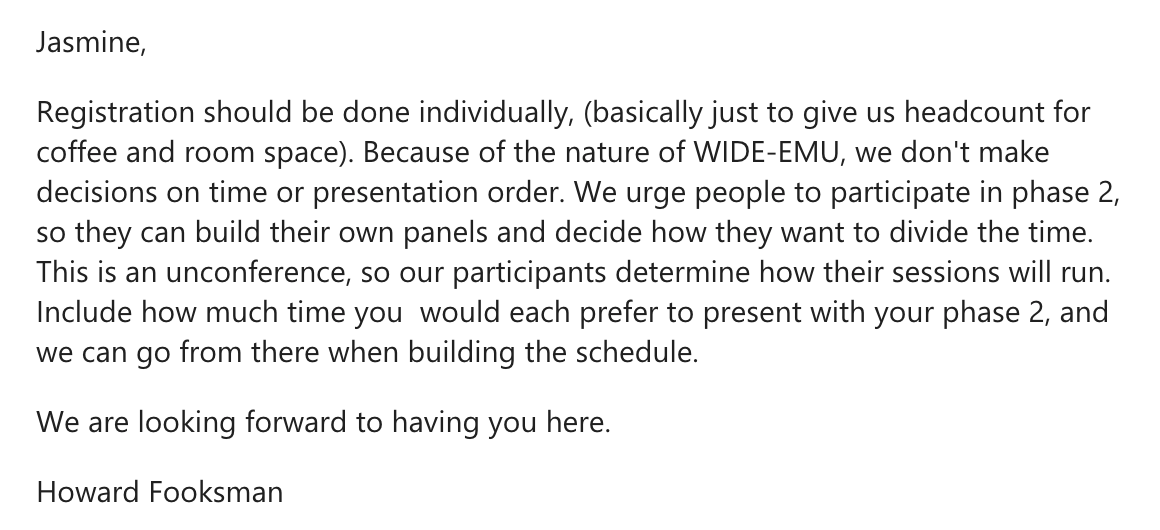 Jasmine,
Registration should be done individually, (basically just to give us headcount for
coffee and room space). Because of the nature of WIDE-EMU, we don't make
decisions on time or presentation order. We urge people to participate in phase 2,
so they can build their own panels and decide how they want to divide the time.
This is an unconference, so our participants determine how their sessions will run.
Include how much time you  would each prefer to present with your phase 2, and
we can go from there when building the schedule.
We are looking forward to having you here.
Howard Fooksman